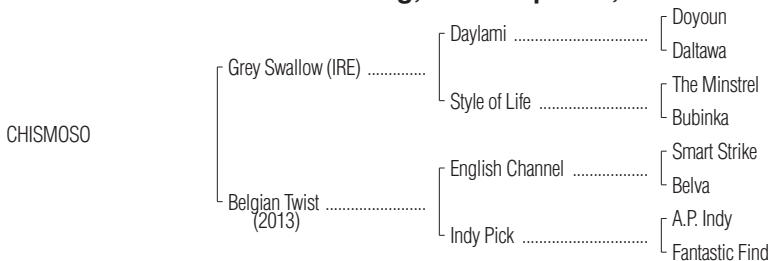 Doyoun
Daylami ........................
Daltawa
Grey Swallow (IRE) ..............
The Minstrel
Style of Life ...................
Bubinka
CHISMOSO
Smart Strike
English Channel .................
Belva
Belgian Twist .......................
(2013)
A.P. Indy
Indy Pick .....................
Fantastic Find